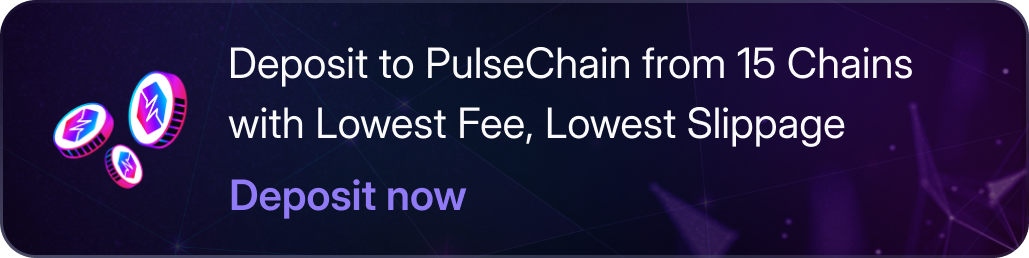 Deposit to PulseChain from 15 Chains
with Lowest Fee, Lowest Slippage
Deposit now